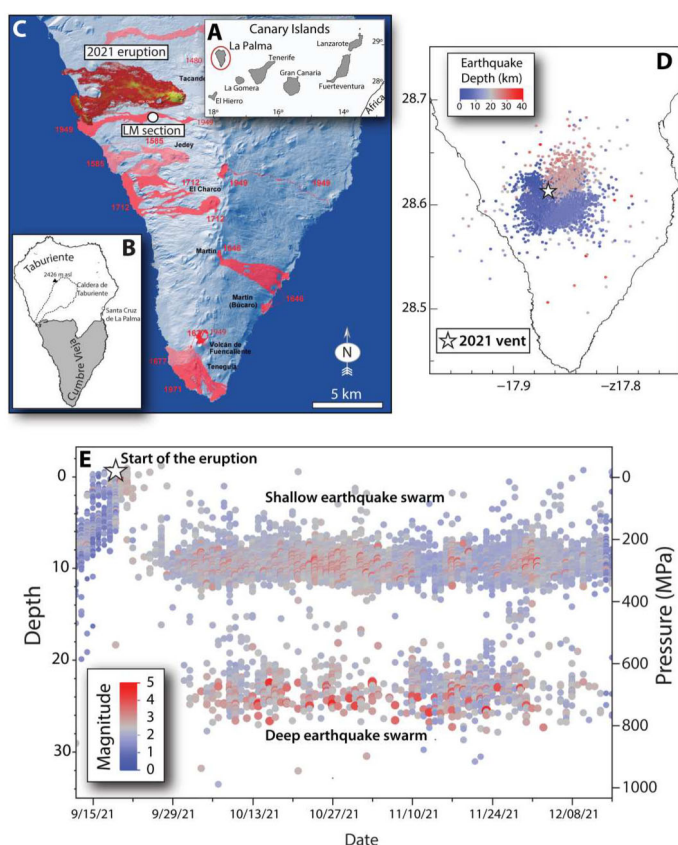 C
2021 eruption
LM section
1480
Tacande
1949
1949
1585
Jedey
1585
1712
El Charco
1949
1949
1712
1712
Martín
1646
Martín
(Búcaro)
1646
1677
1949
Volcán de
Fuencaliente
1677
Teneguía
1971
N
5 km
A
Canary Islands
La Palma
Lanzarote
29°
Tenerife
La Gomera
Gran Canaria
Fuerteventura
28°
El Hierro
18°
16°
14°
Africa
B
Taburiente
2426 m asl
Caldera de
Taburiente
Santa Cruz
de La Palma
Cumbre Vieja
D
Earthquake
Depth (km)
0 10 20 30 40
28.7
28.6
28.5
2021 vent
−17.9
−z17.8
E
Start of the eruption
Shallow earthquake swarm
Deep earthquake swarm
Depth
0
10
20
30
Pressure (MPa)
0
200
400
600
800
1000
Magnitude
5
4
3
2
1
0
9/15/21 9/29/21 10/13/21 10/27/21 11/10/21 11/24/21 12/08/21
Date